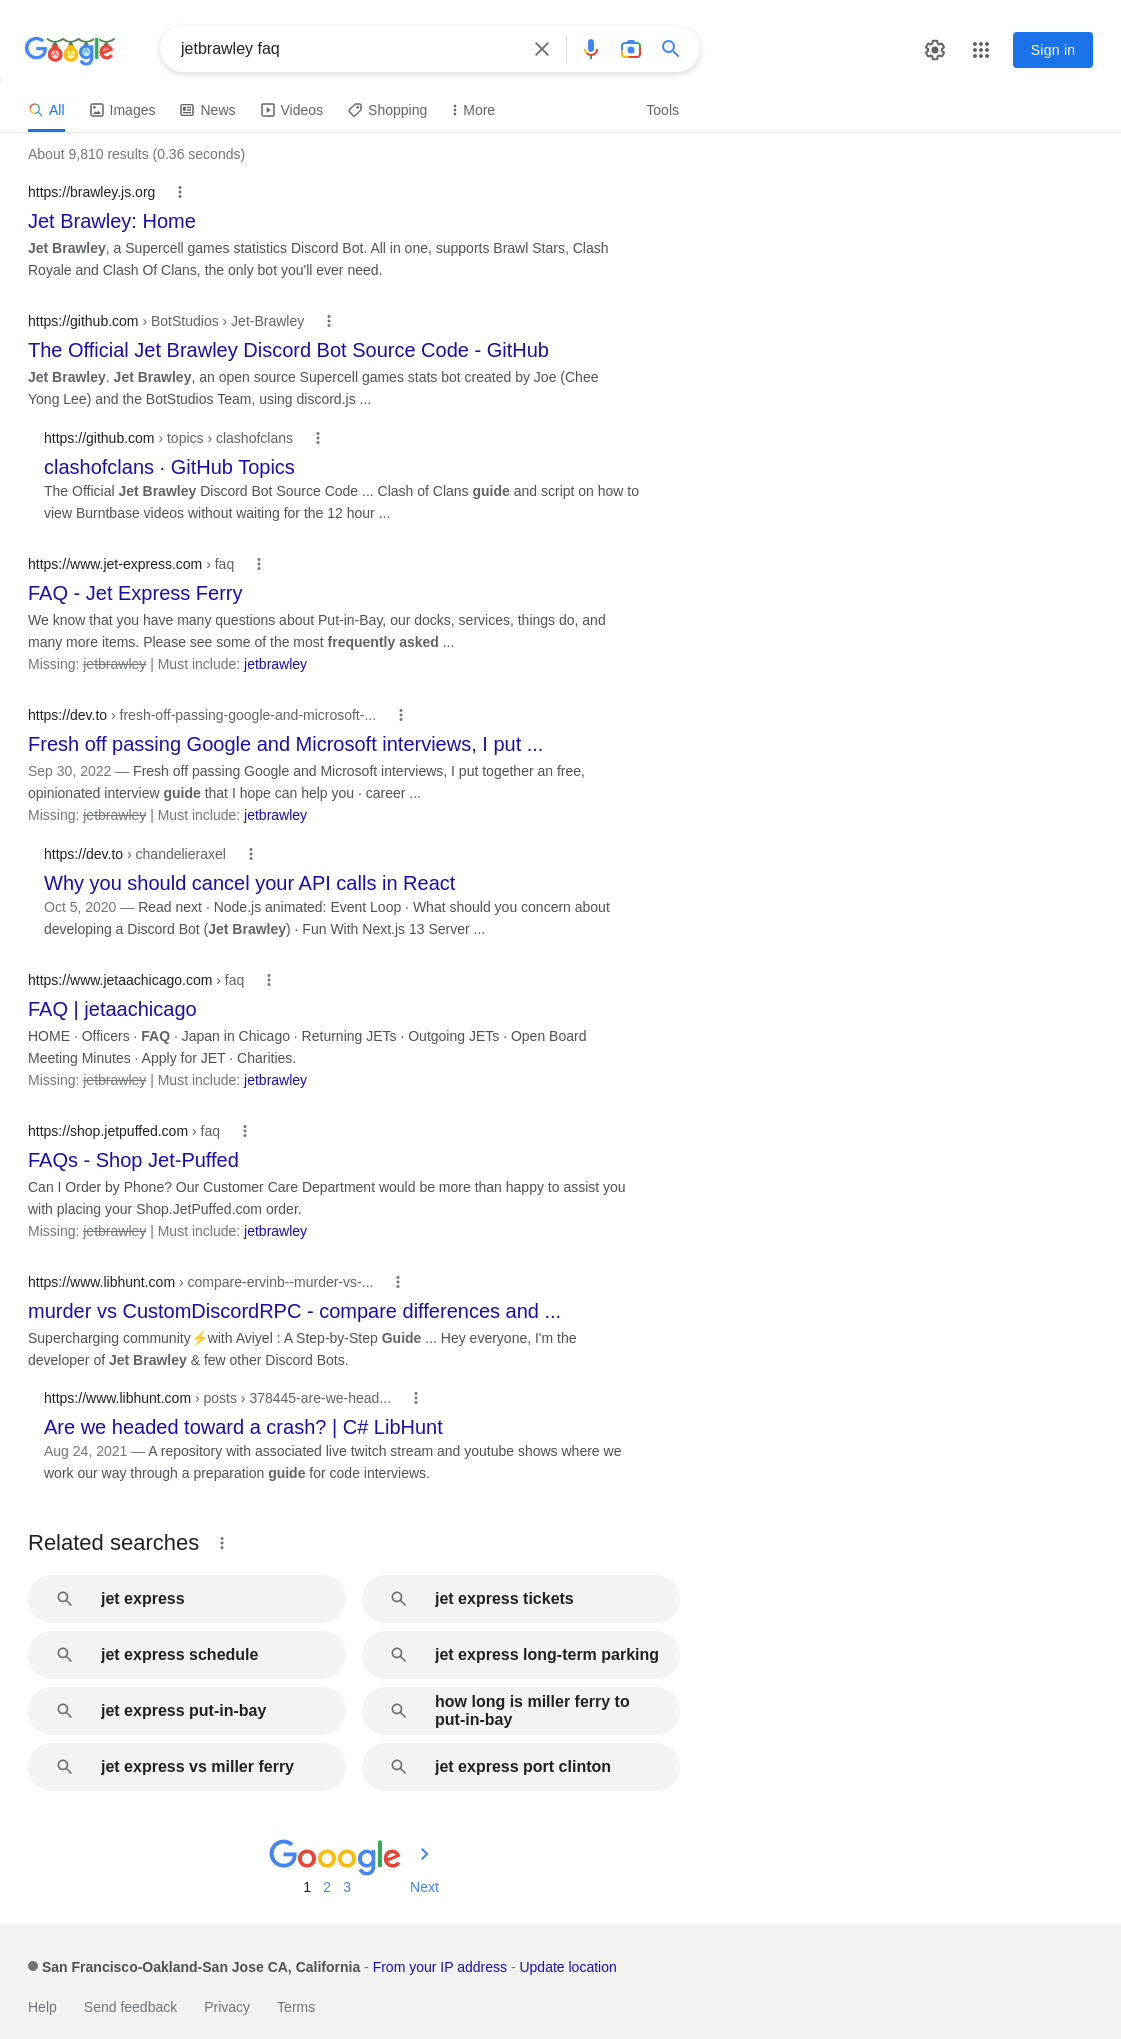 Google
jetbrawley faq
Sign in
All
Images
News
Videos
Shopping
More
Tools
About 9,810 results (0.36 seconds)
https://brawley.js.org
Jet Brawley: Home
Jet Brawley, a Supercell games statistics Discord Bot. All in one, supports Brawl Stars, Clash
Royale and Clash Of Clans, the only bot you'll ever need.
https://github.com › BotStudios › Jet-Brawley
The Official Jet Brawley Discord Bot Source Code - GitHub
Jet Brawley. Jet Brawley, an open source Supercell games stats bot created by Joe (Chee
Yong Lee) and the BotStudios Team, using discord.js ...
https://github.com › topics › clashofclans
clashofclans · GitHub Topics
The Official Jet Brawley Discord Bot Source Code ... Clash of Clans guide and script on how to
view Burntbase videos without waiting for the 12 hour ...
https://www.jet-express.com › faq
FAQ - Jet Express Ferry
We know that you have many questions about Put-in-Bay, our docks, services, things do, and
many more items. Please see some of the most frequently asked ...
Missing: jetbrawley | Must include: jetbrawley
https://dev.to › fresh-off-passing-google-and-microsoft-...
Fresh off passing Google and Microsoft interviews, I put ...
Sep 30, 2022 — Fresh off passing Google and Microsoft interviews, I put together an free,
opinionated interview guide that I hope can help you · career ...
Missing: jetbrawley | Must include: jetbrawley
https://dev.to › chandelieraxel
Why you should cancel your API calls in React
Oct 5, 2020 — Read next · Node.js animated: Event Loop · What should you concern about
developing a Discord Bot (Jet Brawley) · Fun With Next.js 13 Server ...
https://www.jetaachicago.com › faq
FAQ | jetaachicago
HOME · Officers · FAQ · Japan in Chicago · Returning JETs · Outgoing JETs · Open Board
Meeting Minutes · Apply for JET · Charities.
Missing: jetbrawley | Must include: jetbrawley
https://shop.jetpuffed.com › faq
FAQs - Shop Jet-Puffed
Can I Order by Phone? Our Customer Care Department would be more than happy to assist you
with placing your Shop.JetPuffed.com order.
Missing: jetbrawley | Must include: jetbrawley
https://www.libhunt.com › compare-ervinb--murder-vs-...
murder vs CustomDiscordRPC - compare differences and ...
Supercharging community⚡with Aviyel : A Step-by-Step Guide ... Hey everyone, I'm the
developer of Jet Brawley & few other Discord Bots.
https://www.libhunt.com › posts › 378445-are-we-head...
Are we headed toward a crash? | C# LibHunt
Aug 24, 2021 — A repository with associated live twitch stream and youtube shows where we
work our way through a preparation guide for code interviews.
Related searches
jet express
jet express tickets
jet express schedule
jet express long-term parking
jet express put-in-bay
how long is miller ferry to
put-in-bay
jet express vs miller ferry
jet express port clinton
Gooogle
1 2 3 Next
San Francisco-Oakland-San Jose CA, California - From your IP address - Update location
Help Send feedback Privacy Terms